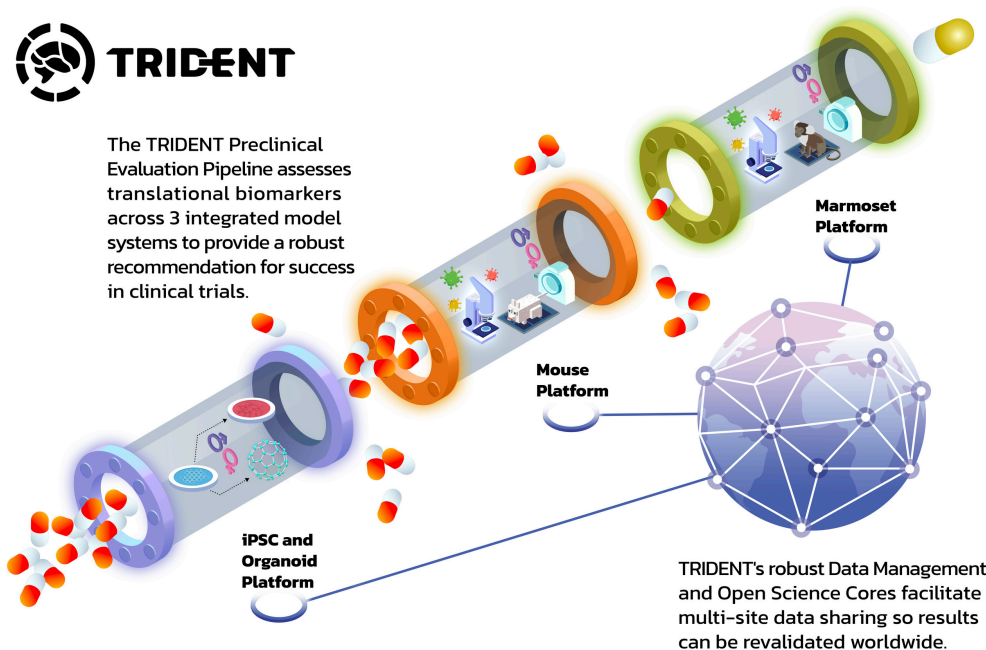 TRIDENT
The TRIDENT Preclinical
Evaluation Pipeline assesses
translational biomarkers
across 3 integrated model
systems to provide a robust
recommendation for success
in clinical trials.
Marmoset
Platform
Mouse
Platform
iPSC and
Organoid
Platform
TRIDENT's robust Data Management
and Open Science Cores facilitate
multi-site data sharing so results
can be revalidated worldwide.